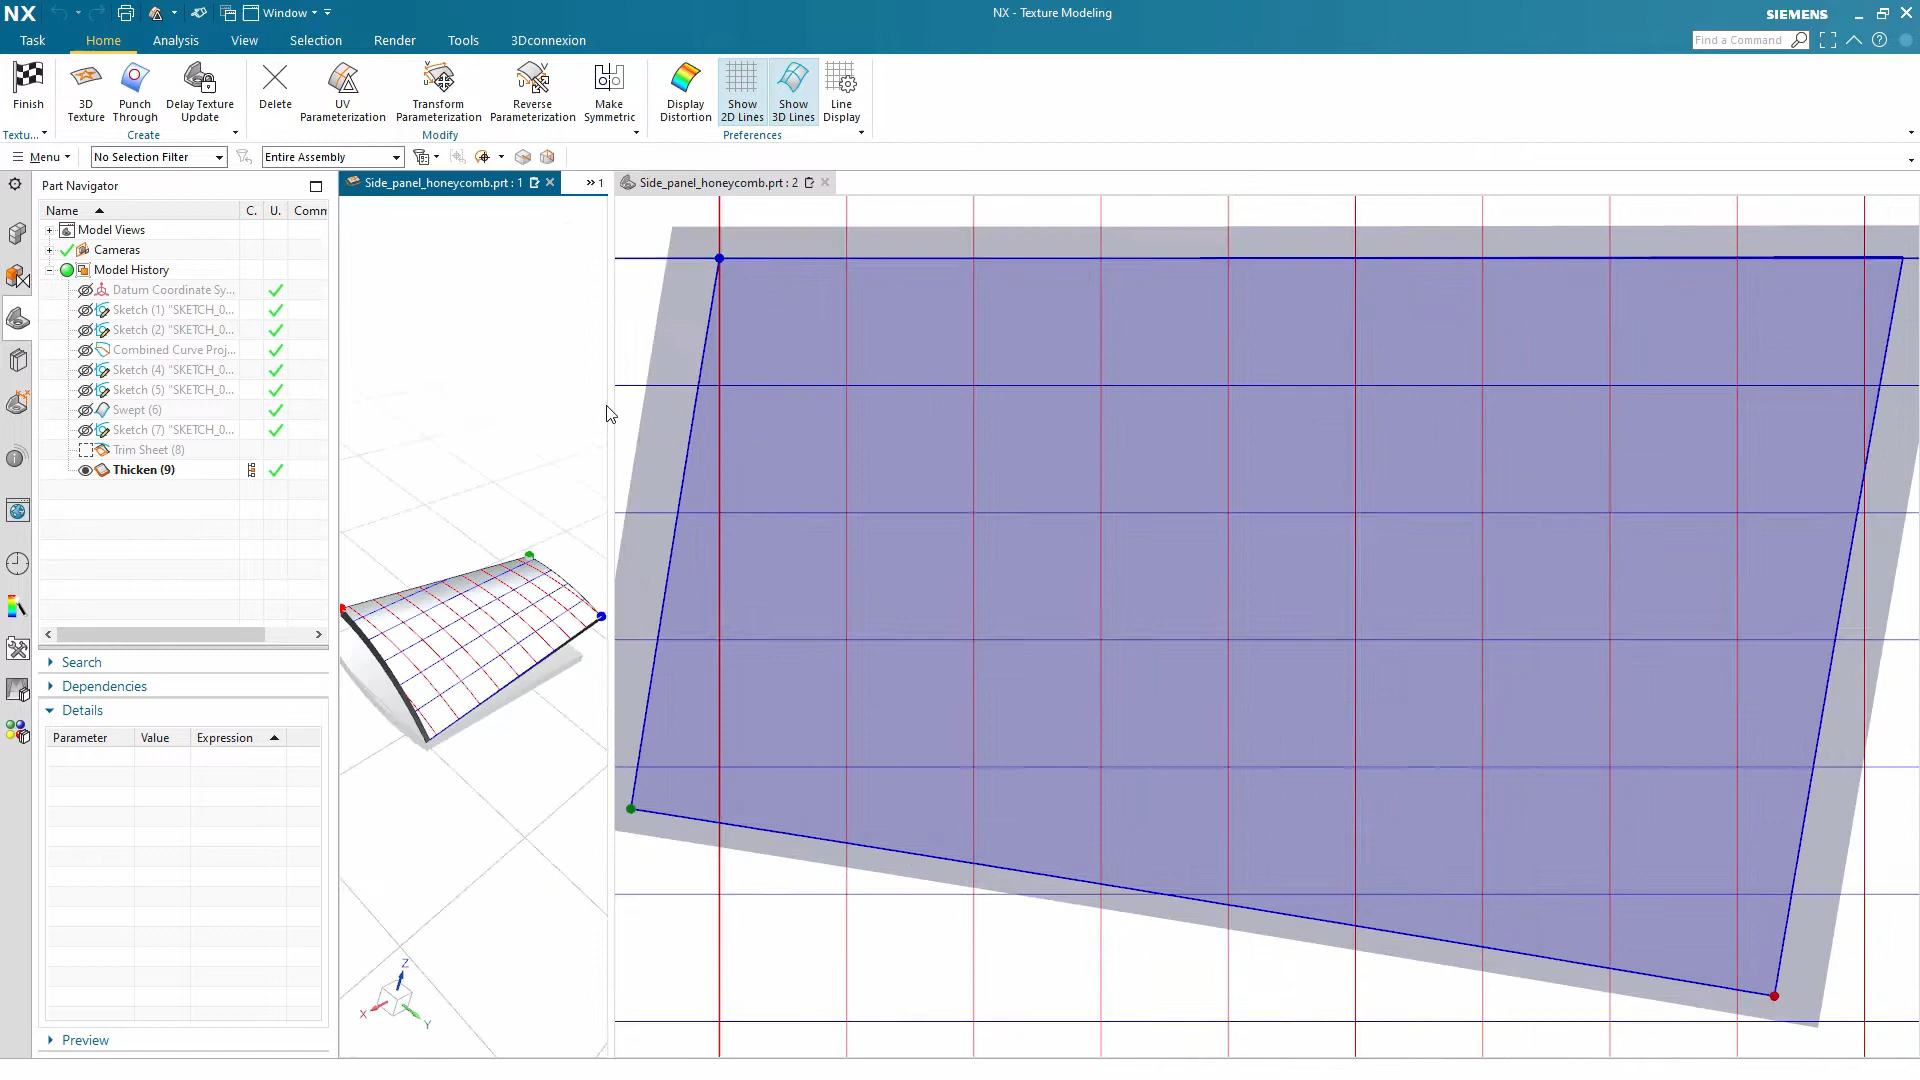 NX
Window
NX - Texture Modeling
SIEMENS
Task
Home
Analysis
View
Selection
Render
Tools
3Dconnexion
Find a Command
Finish
3D
Texture
Punch
Through
Delay Texture
Update
Delete
UV
Parameterization
Transform
Parameterization
Reverse
Parameterization
Make
Symmetric
Display
Distortion
Show
2D Lines
Show
3D Lines
Line
Display
Textu...
Create
Modify
Preferences
Menu
No Selection Filter
Entire Assembly
Part Navigator
Side_panel_honeycomb.prt : 1
1
Side_panel_honeycomb.prt : 2
Name
C.
U.
Comm
Model Views
Cameras
Model History
Datum Coordinate Sy...
Sketch (1) "SKETCH_0...
Sketch (2) "SKETCH_0...
Combined Curve Proj...
Sketch (4) "SKETCH_0...
Sketch (5) "SKETCH_0...
Swept (6)
Sketch (7) "SKETCH_0...
Trim Sheet (8)
Thicken (9)
Search
Dependencies
Details
Parameter
Value
Expression
Preview
Z
X
Y